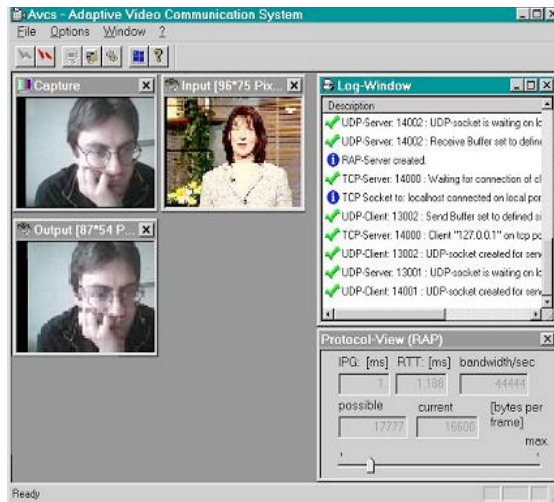 Avcs - Adaptive Video Communication System
File Options Window ?
Capture
Input [96*75 Pix...
Output [87*54 P...
Log-Window
Description
UDP-Server: 14002 : UDP-socket is waiting on lo
UDP-Server: 14002 : Receive Buffer set to define
RAP-Server created.
TCP-Server: 14000 : Waiting for connection of cl
TCP Socket to: localhost connected on local por
UDP-Client: 13002 : Send Buffer set to defined si
TCP-Server: 14000 : Client "127.0.0.1" on tcp po
UDP-Client: 13002 : UDP-socket created for sen
UDP-Server: 13001 : UDP-socket is waiting on lo
UDP-Client: 14001 : UDP-socket created for sen
Protocol-View (RAP)
IPG: [ms] RTT: [ms] bandwidth/sec
1 1.188 44444
possible current [bytes per
frame]
17777 16600
max.
Ready